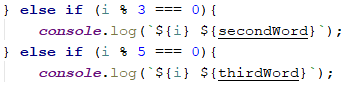 } else if (i % 3 === 0){
console.log(`${i} ${secondWord}`);
} else if (i % 5 === 0){
console.log(`${i} ${thirdWord}`);